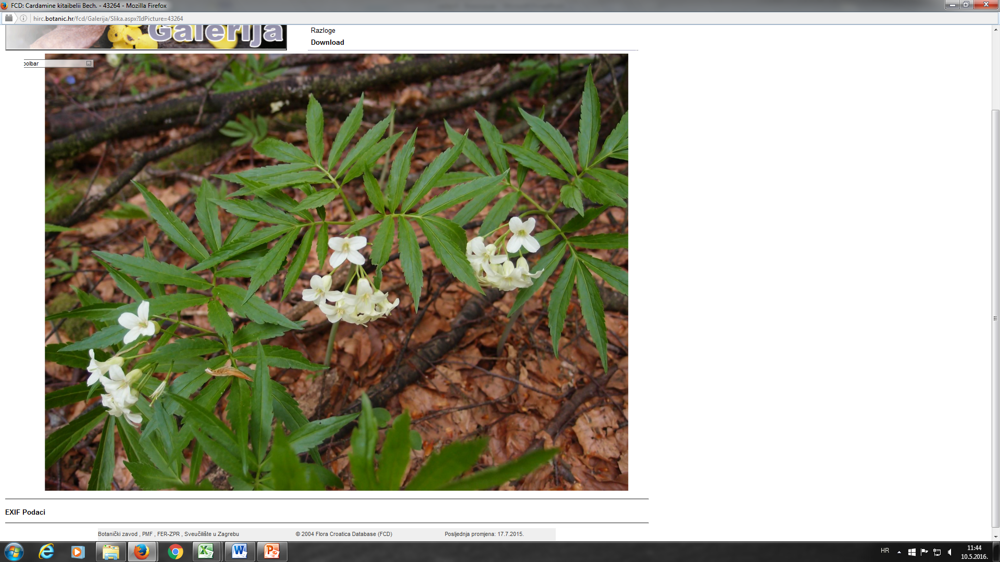 FCD: Cardamine kitaibelii Bech. - 43264 - Mozilla Firefox
hirc.botanic.hr/fcd/Galerija/Slika.aspx?IdPicture=43264
Galerija
Razloge
Download
oolbar
EXIF Podaci
Botanički zavod , PMF , FER-ZPR , Sveučilište u Zagrebu
© 2004 Flora Croatica Database (FCD)
Posljednja promjena: 17.7.2015.
HR
11:44
10.5.2016.